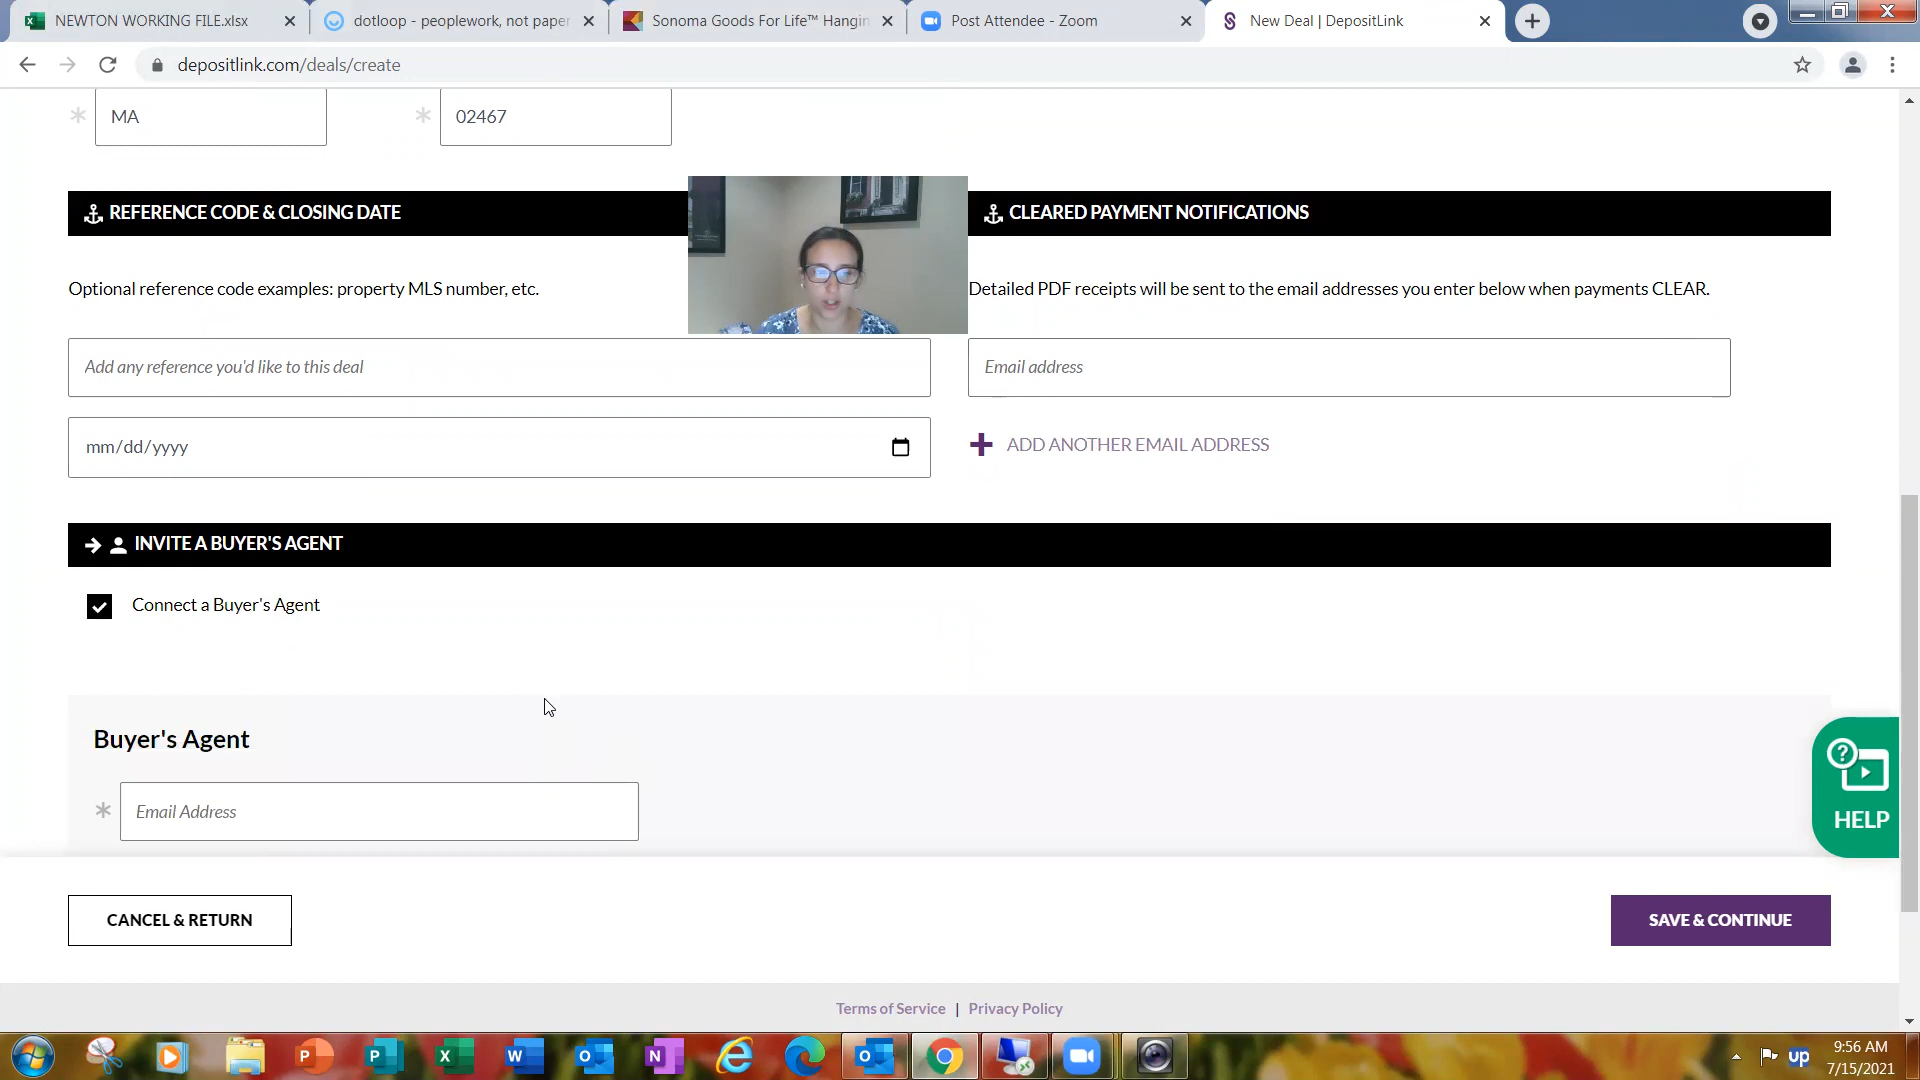 NEWTON WORKING FILE.xlsx
dotloop - peoplework, not paper
Sonoma Goods For Life™ Hangin
Post Attendee - Zoom
New Deal | DepositLink
depositlink.com/deals/create
MA
02467
REFERENCE CODE & CLOSING DATE
CLEARED PAYMENT NOTIFICATIONS
Optional reference code examples: property MLS number, etc.
Detailed PDF receipts will be sent to the email addresses you enter below when payments CLEAR.
Add any reference you'd like to this deal
Email address
mm/dd/yyyy
ADD ANOTHER EMAIL ADDRESS
INVITE A BUYER'S AGENT
Connect a Buyer's Agent
Buyer's Agent
Email Address
HELP
CANCEL & RETURN
SAVE & CONTINUE
Terms of Service | Privacy Policy
9:56 AM
7/15/2021